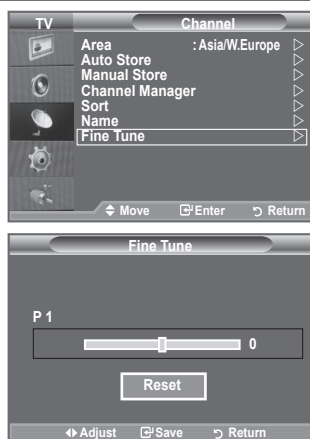 TV Channel
Area : Asia/W.Europe
Auto Store
Manual Store
Channel Manager
Sort
Name
Fine Tune
Move Enter Return
Fine Tune
P 1
0
Reset
Adjust Save Return